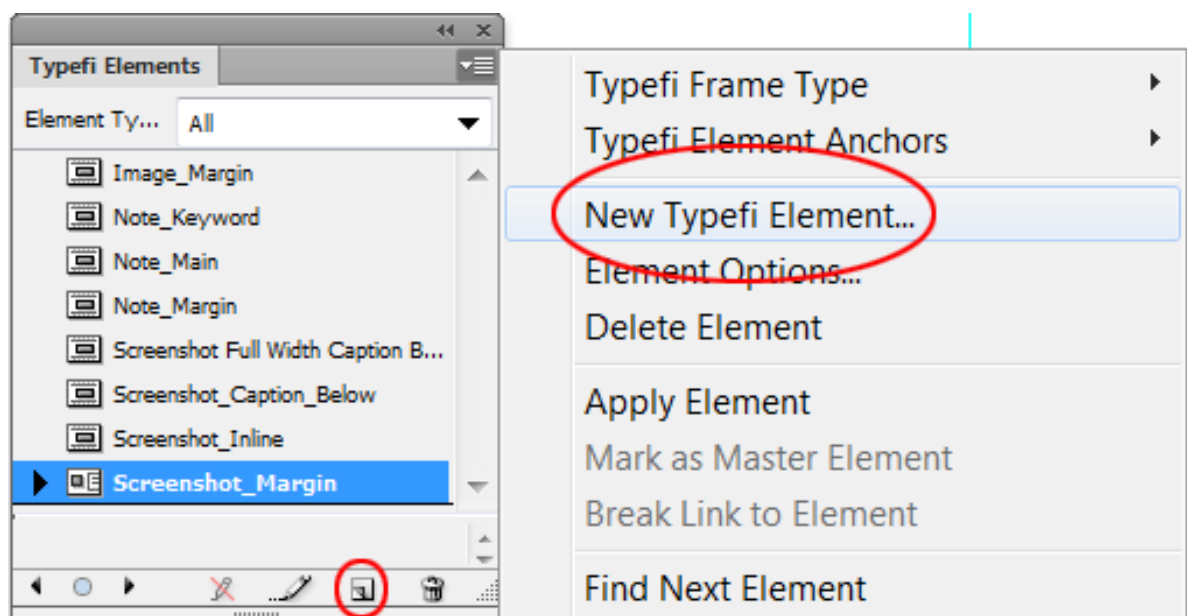 Typefi Elements
Element Ty... All
Image_Margin
Note_Keyword
Note_Main
Note_Margin
Screenshot Full Width Caption B...
Screenshot_Caption_Below
Screenshot_Inline
Screenshot_Margin
Typefi Frame Type
Typefi Element Anchors
New Typefi Element...
Element Options...
Delete Element
Apply Element
Mark as Master Element
Break Link to Element
Find Next Element